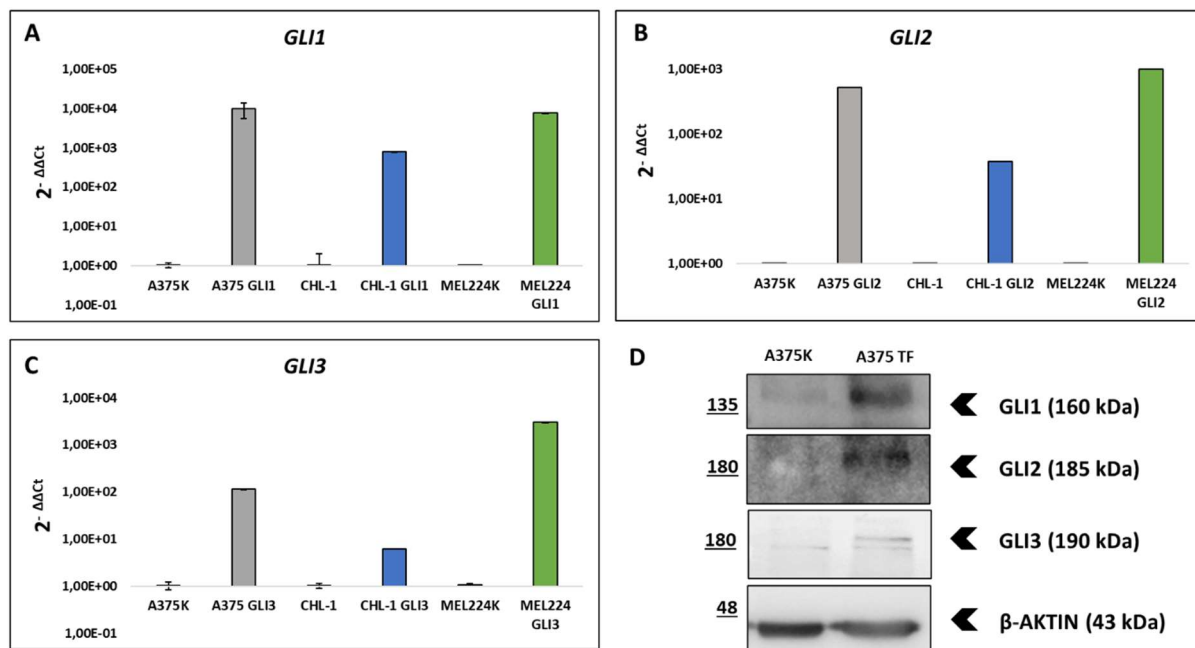 A
GLI1
2^- ΔΔCt
1,00E+05
1,00E+04
1,00E+03
1,00E+02
1,00E+01
1,00E+00
1,00E-01
A375K A375 GLI1 CHL-1 CHL-1 GLI1 MEL224K MEL224
GLI1
B
GLI2
2^- ΔΔCt
1,00E+03
1,00E+02
1,00E+01
1,00E+00
A375K A375 GLI2 CHL-1 CHL-1 GLI2 MEL224K MEL224
GLI2
C
GLI3
2^- ΔΔCt
1,00E+04
1,00E+03
1,00E+02
1,00E+01
1,00E+00
1,00E-01
A375K A375 GLI3 CHL-1 CHL-1 GLI3 MEL224K MEL224
GLI3
D
A375K A375 TF
135 GLI1 (160 kDa)
180 GLI2 (185 kDa)
180 GLI3 (190 kDa)
48 β-AKTIN (43 kDa)